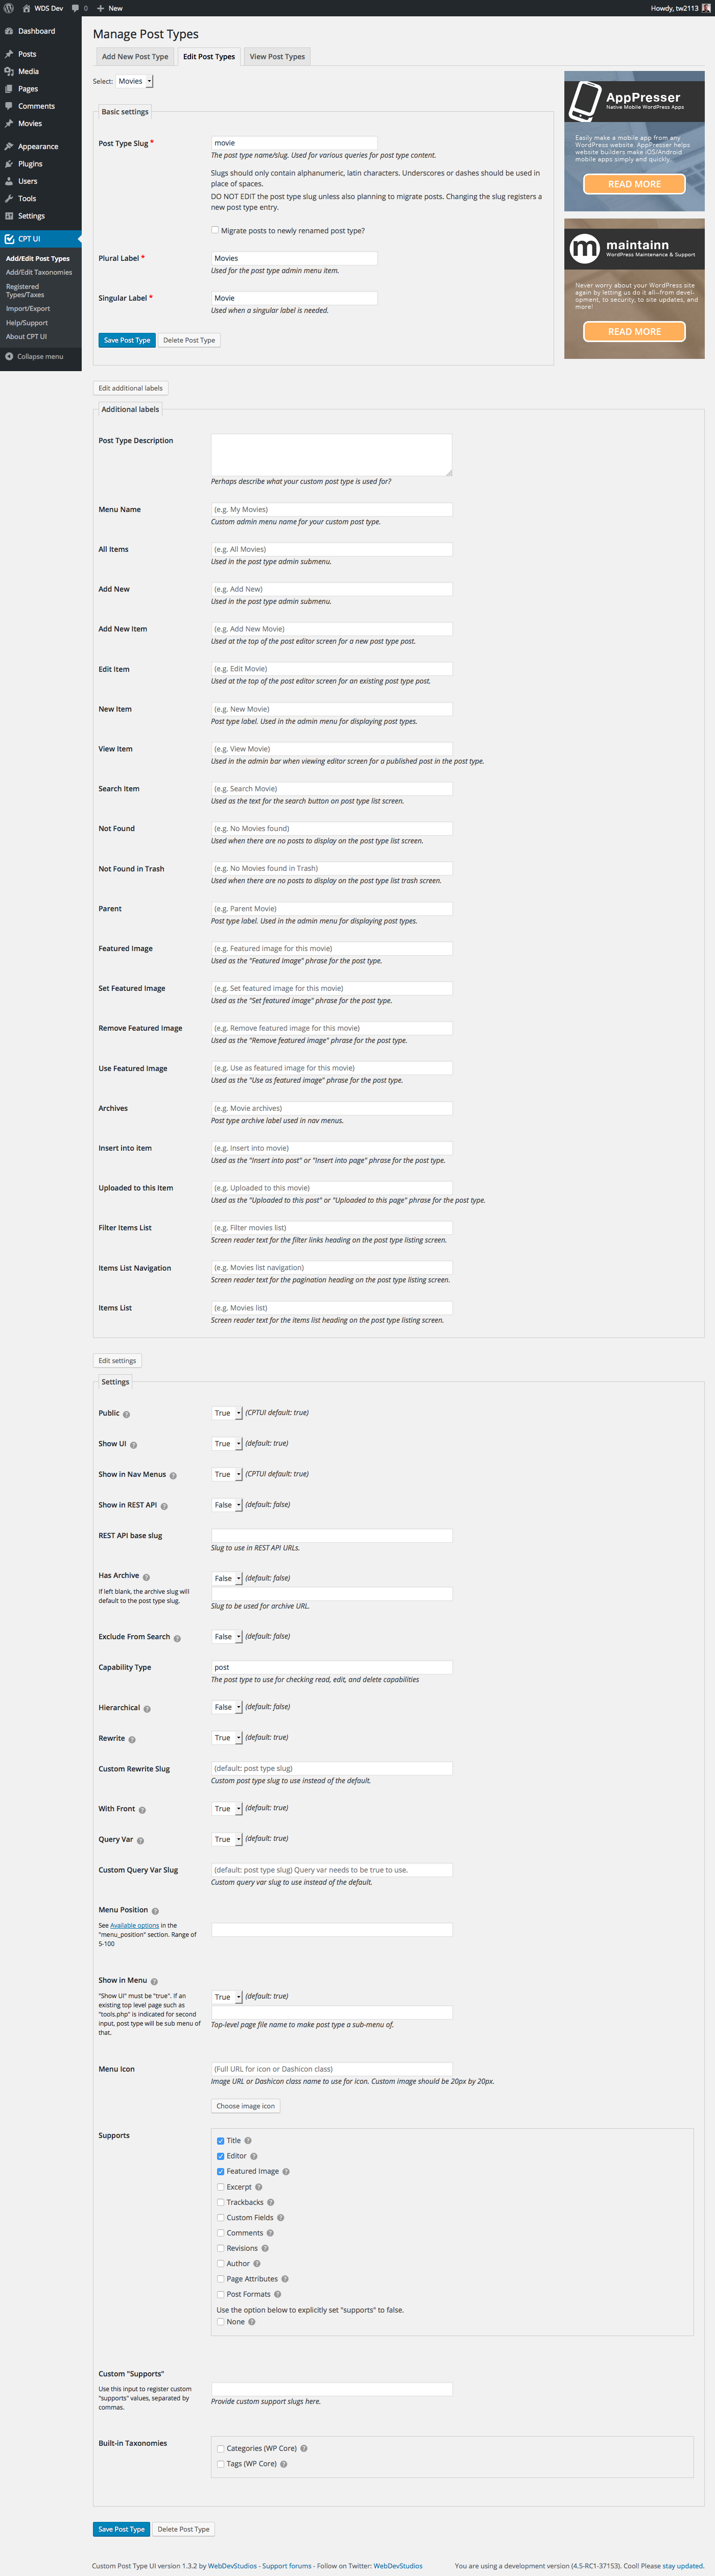 WDS Dev 0 New Howdy, tw2113
Dashboard
Posts
Media
Pages
Comments
Movies
Appearance
Plugins
Users
Tools
Settings
CPT UI
Add/Edit Post Types
Add/Edit Taxonomies
Registered
Types/Taxes
Import/Export
Help/Support
About CPT UI
Collapse menu
Manage Post Types
Add New Post Type Edit Post Types View Post Types
Select: Movies
AppPresser
Native Mobile WordPress Apps
Easily make a mobile app from any
WordPress website. AppPresser helps
website builders make iOS/Android
mobile apps simply and quickly.
READ MORE
maintainn
WordPress Maintenance & Support
Never worry about your WordPress site
again by letting us do it all—from devel-
opment, to security, to site updates, and
more!
READ MORE
Basic settings
Post Type Slug * movie
The post type name/slug. Used for various queries for post type content.
Slugs should only contain alphanumeric, latin characters. Underscores or dashes should be used in
place of spaces.
DO NOT EDIT the post type slug unless also planning to migrate posts. Changing the slug registers a
new post type entry.
Migrate posts to newly renamed post type?
Plural Label * Movies
Used for the post type admin menu item.
Singular Label * Movie
Used when a singular label is needed.
Save Post Type Delete Post Type
Edit additional labels
Additional labels
Post Type Description
Perhaps describe what your custom post type is used for?
Menu Name (e.g. My Movies)
Custom admin menu name for your custom post type.
All Items (e.g. All Movies)
Used in the post type admin submenu.
Add New (e.g. Add New)
Used in the post type admin submenu.
Add New Item (e.g. Add New Movie)
Used at the top of the post editor screen for a new post type post.
Edit Item (e.g. Edit Movie)
Used at the top of the post editor screen for an existing post type post.
New Item (e.g. New Movie)
Post type label. Used in the admin menu for displaying post types.
View Item (e.g. View Movie)
Used in the admin bar when viewing editor screen for a published post in the post type.
Search Item (e.g. Search Movie)
Used as the text for the search button on post type list screen.
Not Found (e.g. No Movies found)
Used when there are no posts to display on the post type list screen.
Not Found in Trash (e.g. No Movies found in Trash)
Used when there are no posts to display on the post type list trash screen.
Parent (e.g. Parent Movie)
Post type label. Used in the admin menu for displaying post types.
Featured Image (e.g. Featured image for this movie)
Used as the "Featured Image" phrase for the post type.
Set Featured Image (e.g. Set featured image for this movie)
Used as the "Set featured image" phrase for the post type.
Remove Featured Image (e.g. Remove featured image for this movie)
Used as the "Remove featured image" phrase for the post type.
Use Featured Image (e.g. Use as featured image for this movie)
Used as the "Use as featured image" phrase for the post type.
Archives (e.g. Movie archives)
Post type archive label used in nav menus.
Insert into item (e.g. Insert into movie)
Used as the "Insert into post" or "Insert into page" phrase for the post type.
Uploaded to this Item (e.g. Uploaded to this movie)
Used as the "Uploaded to this post" or "Uploaded to this page" phrase for the post type.
Filter Items List (e.g. Filter movies list)
Screen reader text for the filter links heading on the post type listing screen.
Items List Navigation (e.g. Movies list navigation)
Screen reader text for the pagination heading on the post type listing screen.
Items List (e.g. Movies list)
Screen reader text for the items list heading on the post type listing screen.
Edit settings
Settings
Public ? True (CPTUI default: true)
Show UI ? True (default: true)
Show in Nav Menus ? True (CPTUI default: true)
Show in REST API ? False (default: false)
REST API base slug
Slug to use in REST API URLs.
Has Archive ? False (default: false)
If left blank, the archive slug will
default to the post type slug.
Slug to be used for archive URL.
Exclude From Search ? False (default: false)
Capability Type post
The post type to use for checking read, edit, and delete capabilities
Hierarchical ? False (default: false)
Rewrite ? True (default: true)
Custom Rewrite Slug (default: post type slug)
Custom post type slug to use instead of the default.
With Front ? True (default: true)
Query Var ? True (default: true)
Custom Query Var Slug (default: post type slug) Query var needs to be true to use.
Custom query var slug to use instead of the default.
Menu Position ?
See Available options in the
"menu_position" section. Range of
5-100
Show in Menu ?
"Show UI" must be "true". If an
existing top level page such as
"tools.php" is indicated for second
input, post type will be sub menu of
that.
True (default: true)
Top-level page file name to make post type a sub-menu of.
Menu Icon (Full URL for icon or Dashicon class)
Image URL or Dashicon class name to use for icon. Custom image should be 20px by 20px.
Choose image icon
Supports
Title ?
Editor ?
Featured Image ?
Excerpt ?
Trackbacks ?
Custom Fields ?
Comments ?
Revisions ?
Author ?
Page Attributes ?
Post Formats ?
Use the option below to explicitly set "supports" to false.
None ?
Custom "Supports"
Use this input to register custom
"supports" values, separated by
commas.
Provide custom support slugs here.
Built-in Taxonomies
Categories (WP Core) ?
Tags (WP Core) ?
Save Post Type Delete Post Type
Custom Post Type UI version 1.3.2 by WebDevStudios - Support forums - Follow on Twitter: WebDevStudios You are using a development version (4.5-RC1-37153). Cool! Please stay updated.